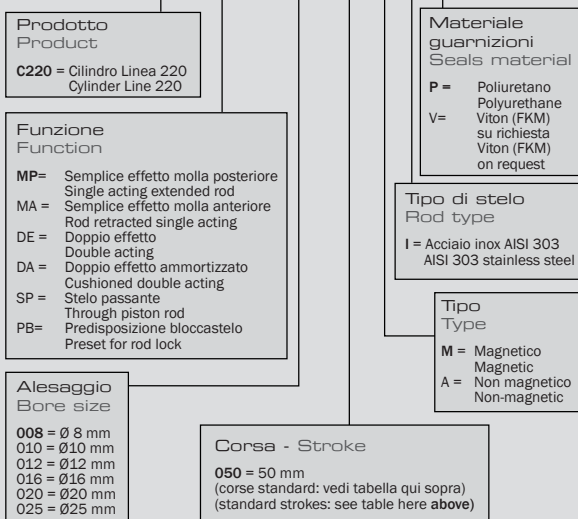 Prodotto
Product
C220 = Cilindro Linea 220
Cylinder Line 220
Funzione
Function
MP= Semplice effetto molla posteriore
Single acting extended rod
MA = Semplice effetto molla anteriore
Rod retracted single acting
DE = Doppio effetto
Double acting
DA = Doppio effetto ammortizzato
Cushioned double acting
SP = Stelo passante
Through piston rod
PB= Predisposizione bloccastelo
Preset for rod lock
Alesaggio
Bore size
008 = Ø 8 mm
010 = Ø10 mm
012 = Ø12 mm
016 = Ø16 mm
020 = Ø20 mm
025 = Ø25 mm
Corsa - Stroke
050 = 50 mm
(corse standard: vedi tabella qui sopra)
(standard strokes: see table here above)
Materiale
guarnizioni
Seals material
P = Poliuretano
Polyurethane
V= Viton (FKM)
su richiesta
Viton (FKM)
on request
Tipo di stelo
Rod type
I = Acciaio inox AISI 303
AISI 303 stainless steel
Tipo
Type
M = Magnetico
Magnetic
A = Non magnetico
Non-magnetic